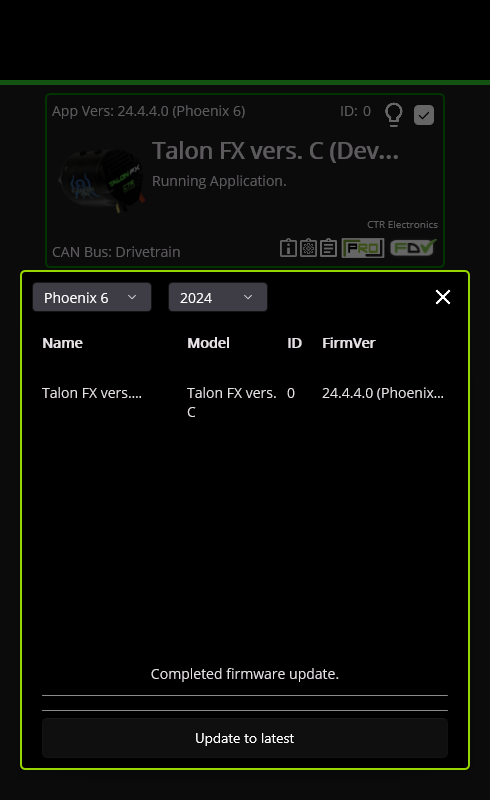 App Vers: 24.4.4.0 (Phoenix 6) ID: 0
Talon FX vers. C (Dev...
Running Application.
TALON FX
CTR Electronics
CAN Bus: Drivetrain PRO FDV
Phoenix 6 2024
Name Model ID FirmVer
Talon FX vers.... Talon FX vers. 0 24.4.4.0 (Phoenix...
C
Completed firmware update.
Update to latest